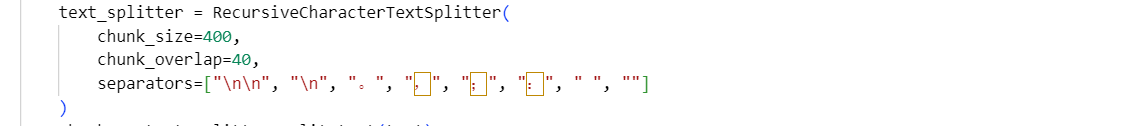 text_splitter = RecursiveCharacterTextSplitter(
chunk_size=400,
chunk_overlap=40,
separators=["\n\n", "\n", "。", "，", "；", "：", " ", ""]
)